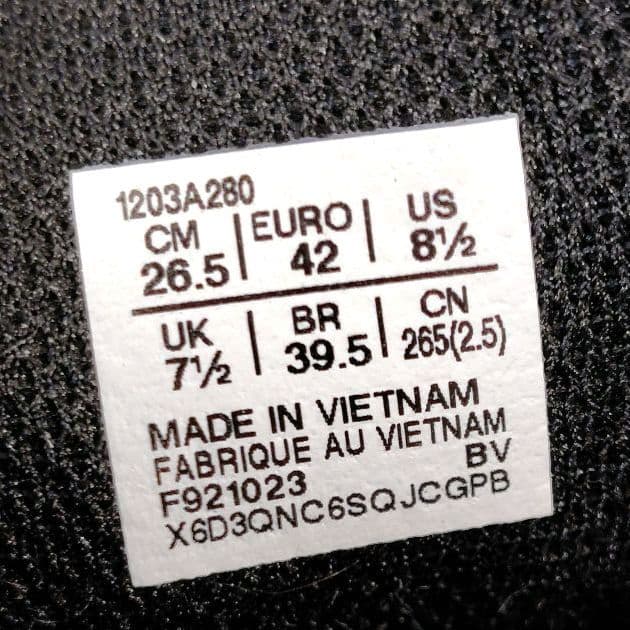 1203A280
CM | EURO | US
26.5 | 42 | 8½
UK | BR | CN
7½ | 39.5 | 265(2.5)
MADE IN VIETNAM
FABRIQUE AU VIETNAM
F921023 BV
X6D3QNC6SQJCGPB